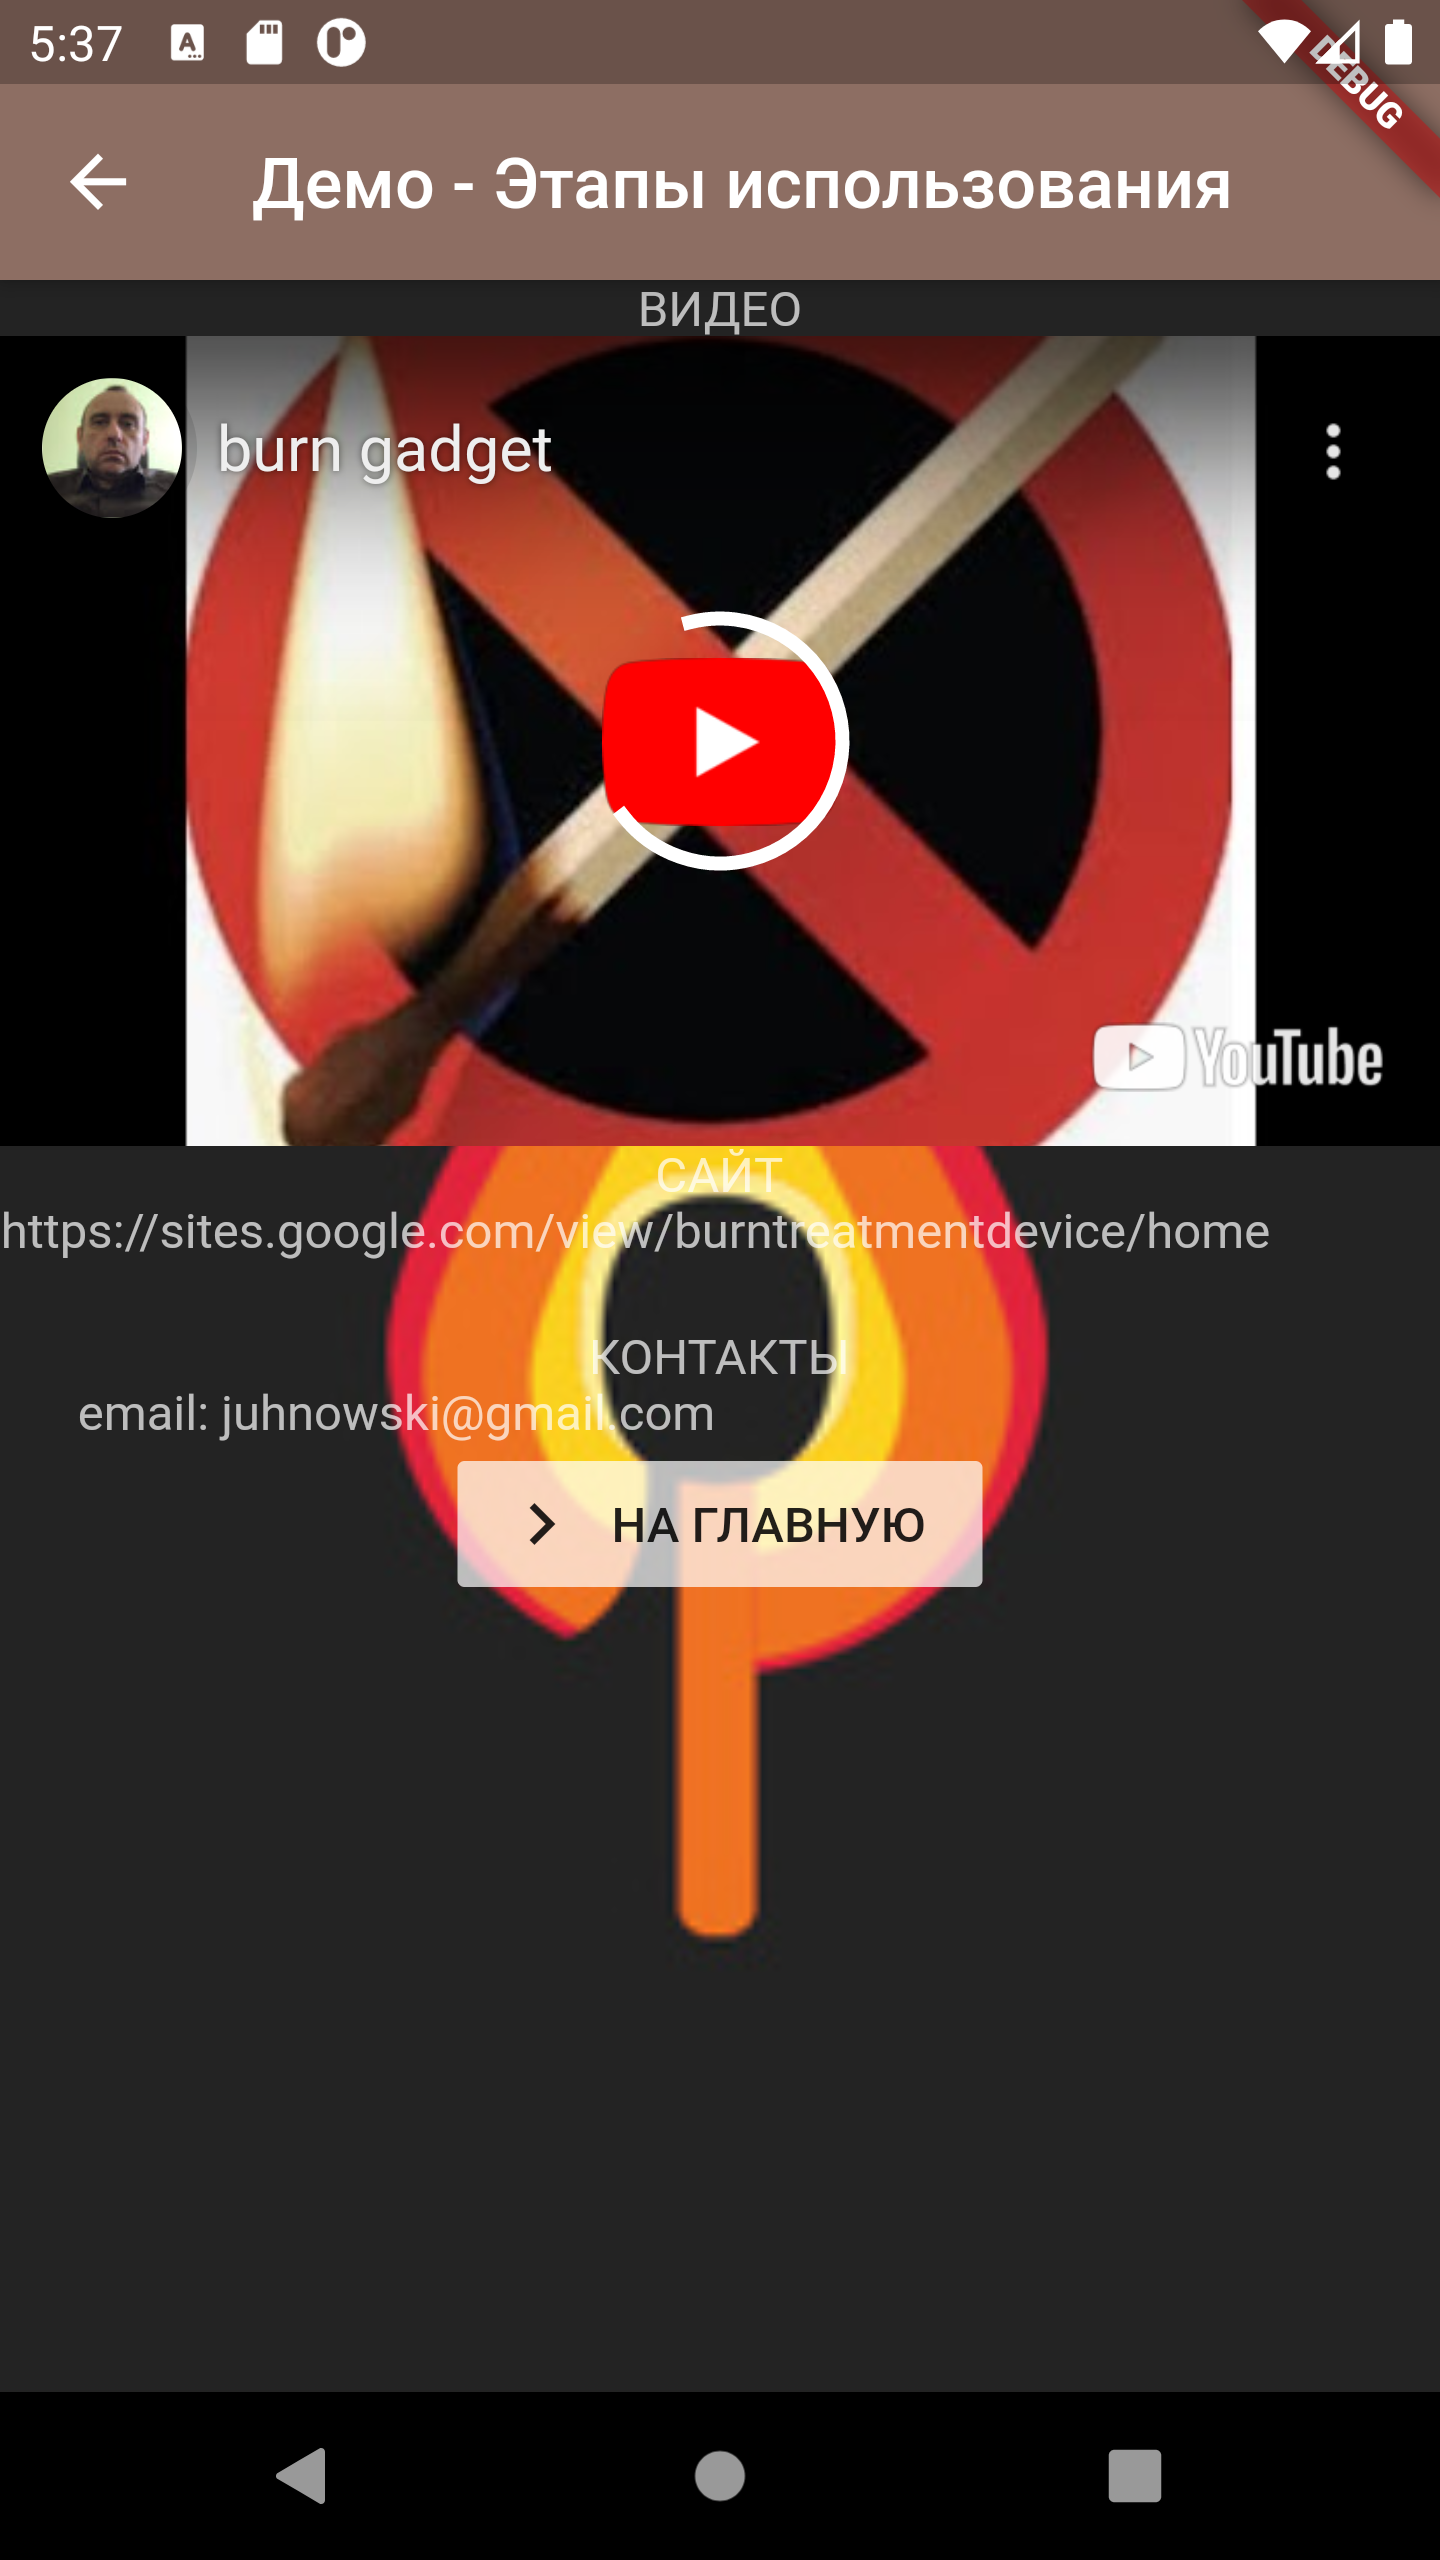 5:37
DEBUG
Демо - Этапы использования
ВИДЕО
burn gadget
YouTube
САЙТ
https://sites.google.com/view/burntreatmentdevice/home
КОНТАКТЫ
email: juhnowski@gmail.com
НА ГЛАВНУЮ